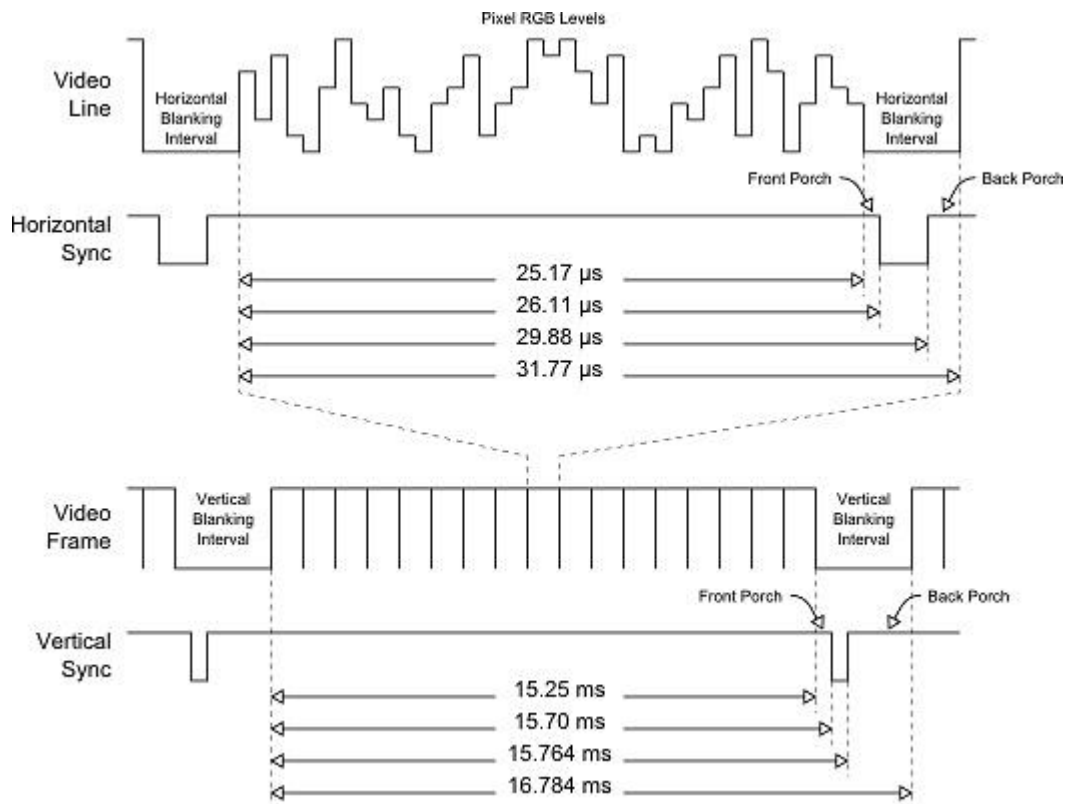 Pixel RGB Levels
Video
Line
Horizontal
Blanking
Interval
Horizontal
Blanking
Interval
Front Porch
Back Porch
Horizontal
Sync
25.17 µs
26.11 µs
29.88 µs
31.77 µs
Video
Frame
Vertical
Blanking
Interval
Vertical
Blanking
Interval
Front Porch
Back Porch
Vertical
Sync
15.25 ms
15.70 ms
15.764 ms
16.784 ms